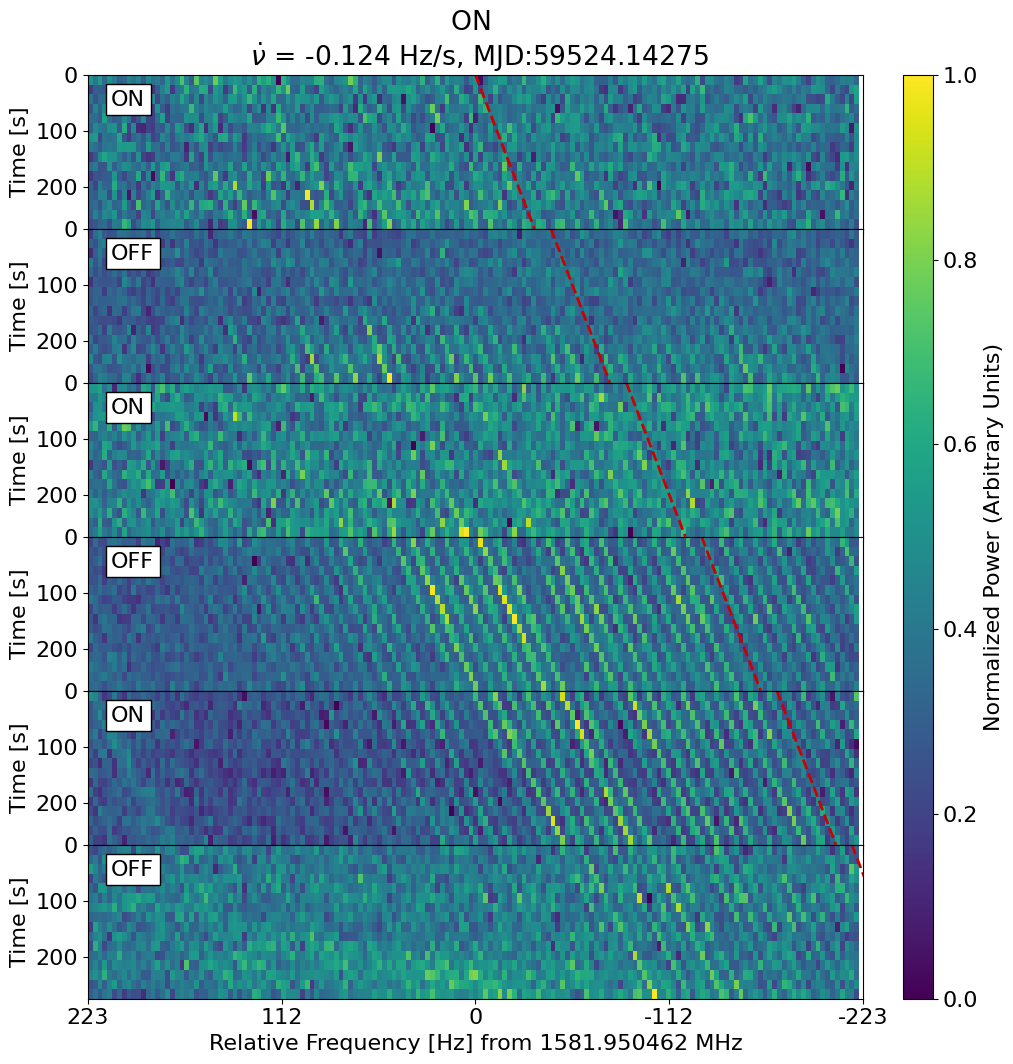 ON
ν̇ = -0.124 Hz/s, MJD:59524.14275
0
ON
100
Time [s]
200
0
OFF
100
Time [s]
200
0
ON
100
Time [s]
200
0
OFF
100
Time [s]
200
0
ON
100
Time [s]
200
0
OFF
100
Time [s]
200
223 112 0 -112 -223
Relative Frequency [Hz] from 1581.950462 MHz
1.0
0.8
0.6
0.4
0.2
0.0
Normalized Power (Arbitrary Units)